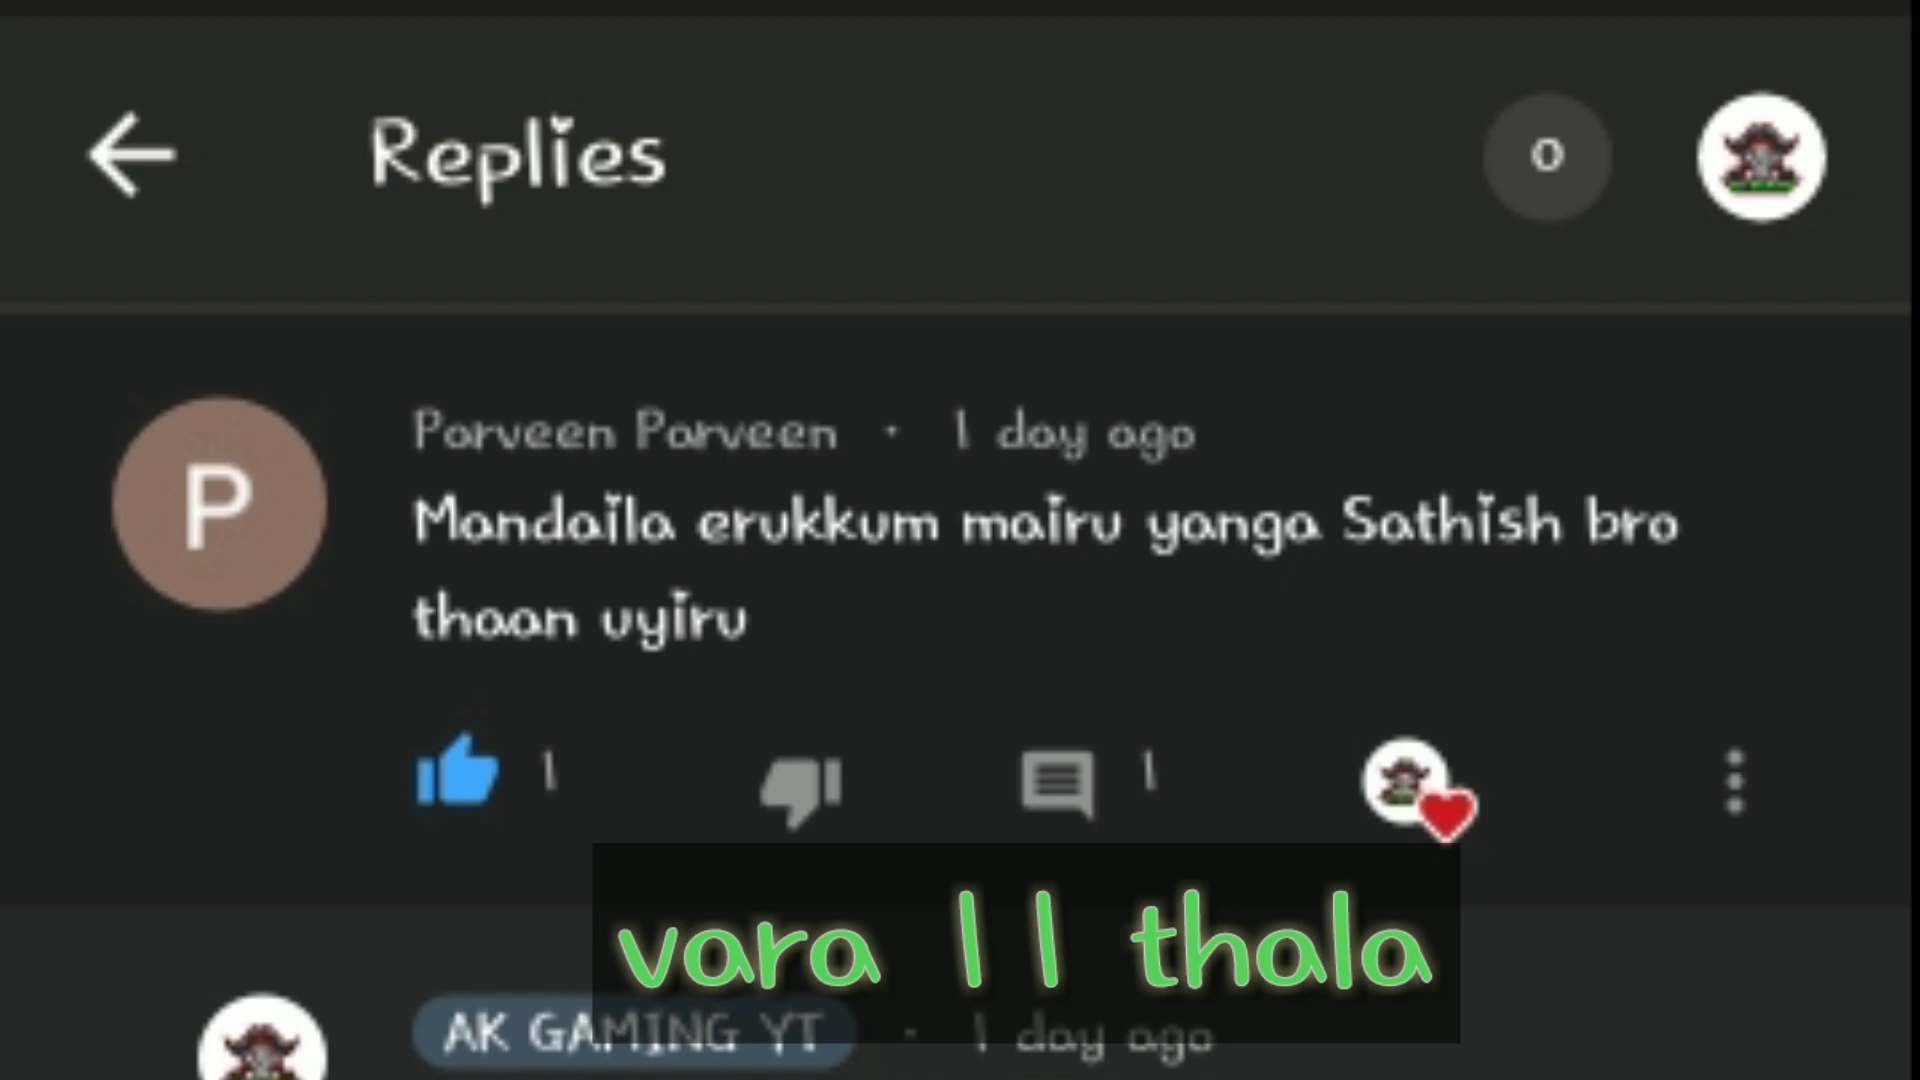 Replies
0
P
Parveen Parveen · 1 day ago
Mandaila erukkum mairu yanga Sathish bro
thaan uyiru
1
1
vara 11 thala
AK GAMING YT · 1 day ago